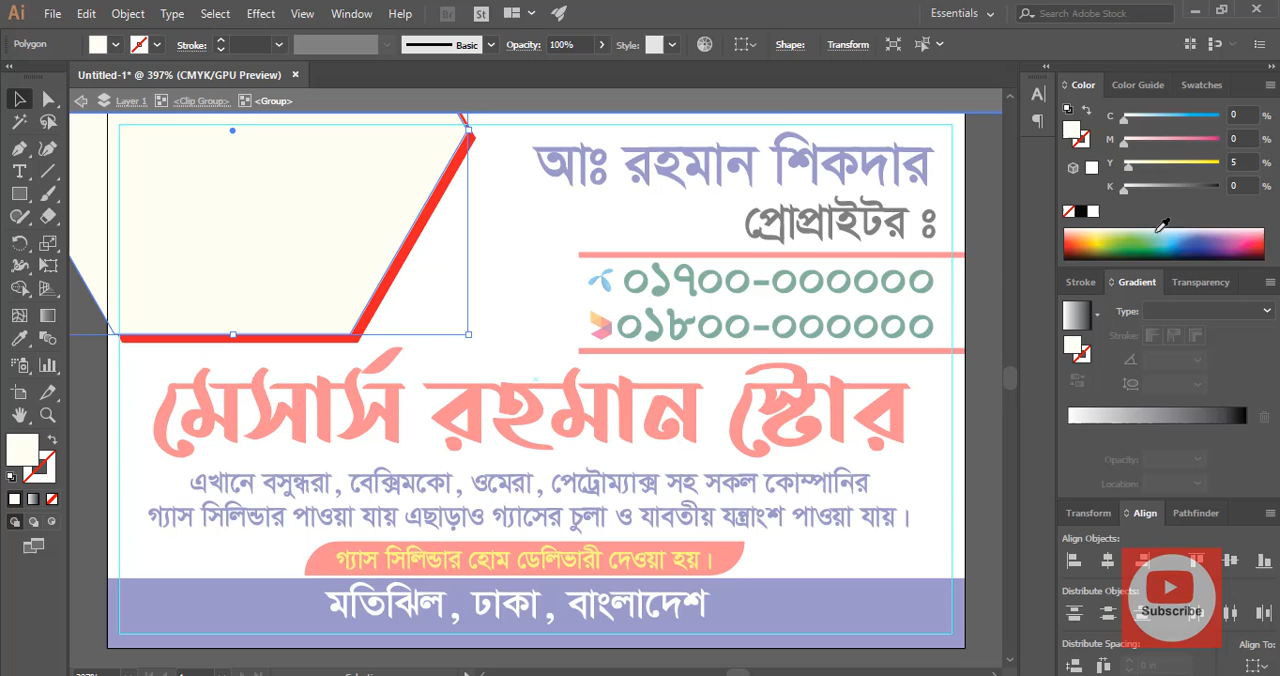 Ai File Edit Object Type Select Effect View Window Help Br St Essentials Search Adobe Stock
Polygon Stroke: Basic Opacity: 100% Style: Shape: Transform
Untitled-1* @ 397% (CMYK/GPU Preview)
Layer 1 <Clip Group> <Group>
Color Color Guide Swatches
C 0 %
M 0 %
Y 5 %
K 0 %
Stroke Gradient Transparency
Type:
Stroke:
Opacity:
Location:
Transform Align Pathfinder
Align Objects:
Distribute Objects:
Subscribe
Distribute Spacing: Align To:
0 in
আঃ রহমান শিকদার
প্রোপ্রাইটর ঃ
০১৭০০-০০০০০০
০১৮০০-০০০০০০
মেসার্স রহমান স্টোর
এখানে বসুন্ধরা, বেক্সিমকো, ওমেরা, পেট্রোম্যাক্স সহ সকল কোম্পানির
গ্যাস সিলিন্ডার পাওয়া যায় এছাড়াও গ্যাসের চুলা ও যাবতীয় যন্ত্রাংশ পাওয়া যায়।
গ্যাস সিলিন্ডার হোম ডেলিভারী দেওয়া হয়।
মতিঝিল, ঢাকা, বাংলাদেশ